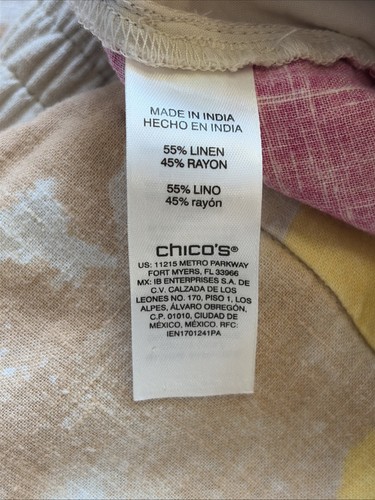 MADE IN INDIA
HECHO EN INDIA
55% LINEN
45% RAYON
55% LINO
45% rayón
chico's®
US: 11215 METRO PARKWAY
FORT MYERS, FL 33966
MX: IB ENTERPRISES S.A. DE
C.V. CALZADA DE LOS
LEONES NO. 170, PISO 1, LOS
ALPES, ÁLVARO OBREGÓN,
C.P. 01010, CIUDAD DE
MÉXICO, MÉXICO. RFC:
IEN1701241PA